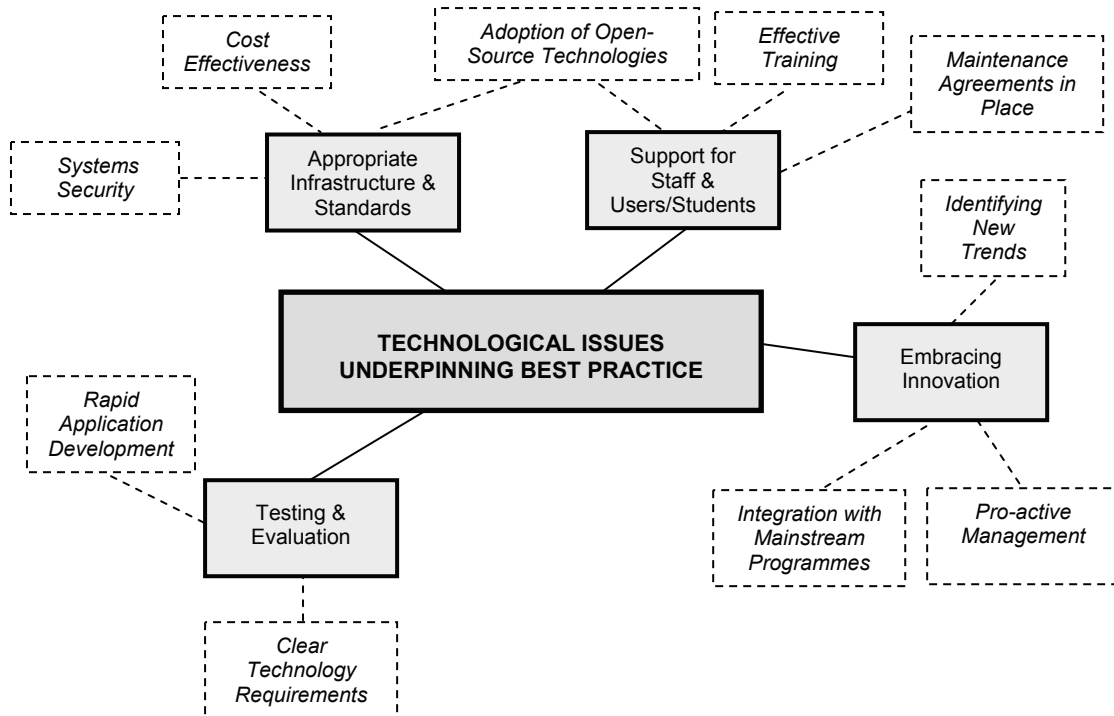 Cost
Effectiveness
Adoption of Open-
Source Technologies
Effective
Training
Maintenance
Agreements in
Place
Systems
Security
Appropriate
Infrastructure &
Standards
Support for
Staff &
Users/Students
Identifying
New
Trends
TECHNOLOGICAL ISSUES
UNDERPINNING BEST PRACTICE
Embracing
Innovation
Rapid
Application
Development
Testing &
Evaluation
Integration with
Mainstream
Programmes
Pro-active
Management
Clear
Technology
Requirements